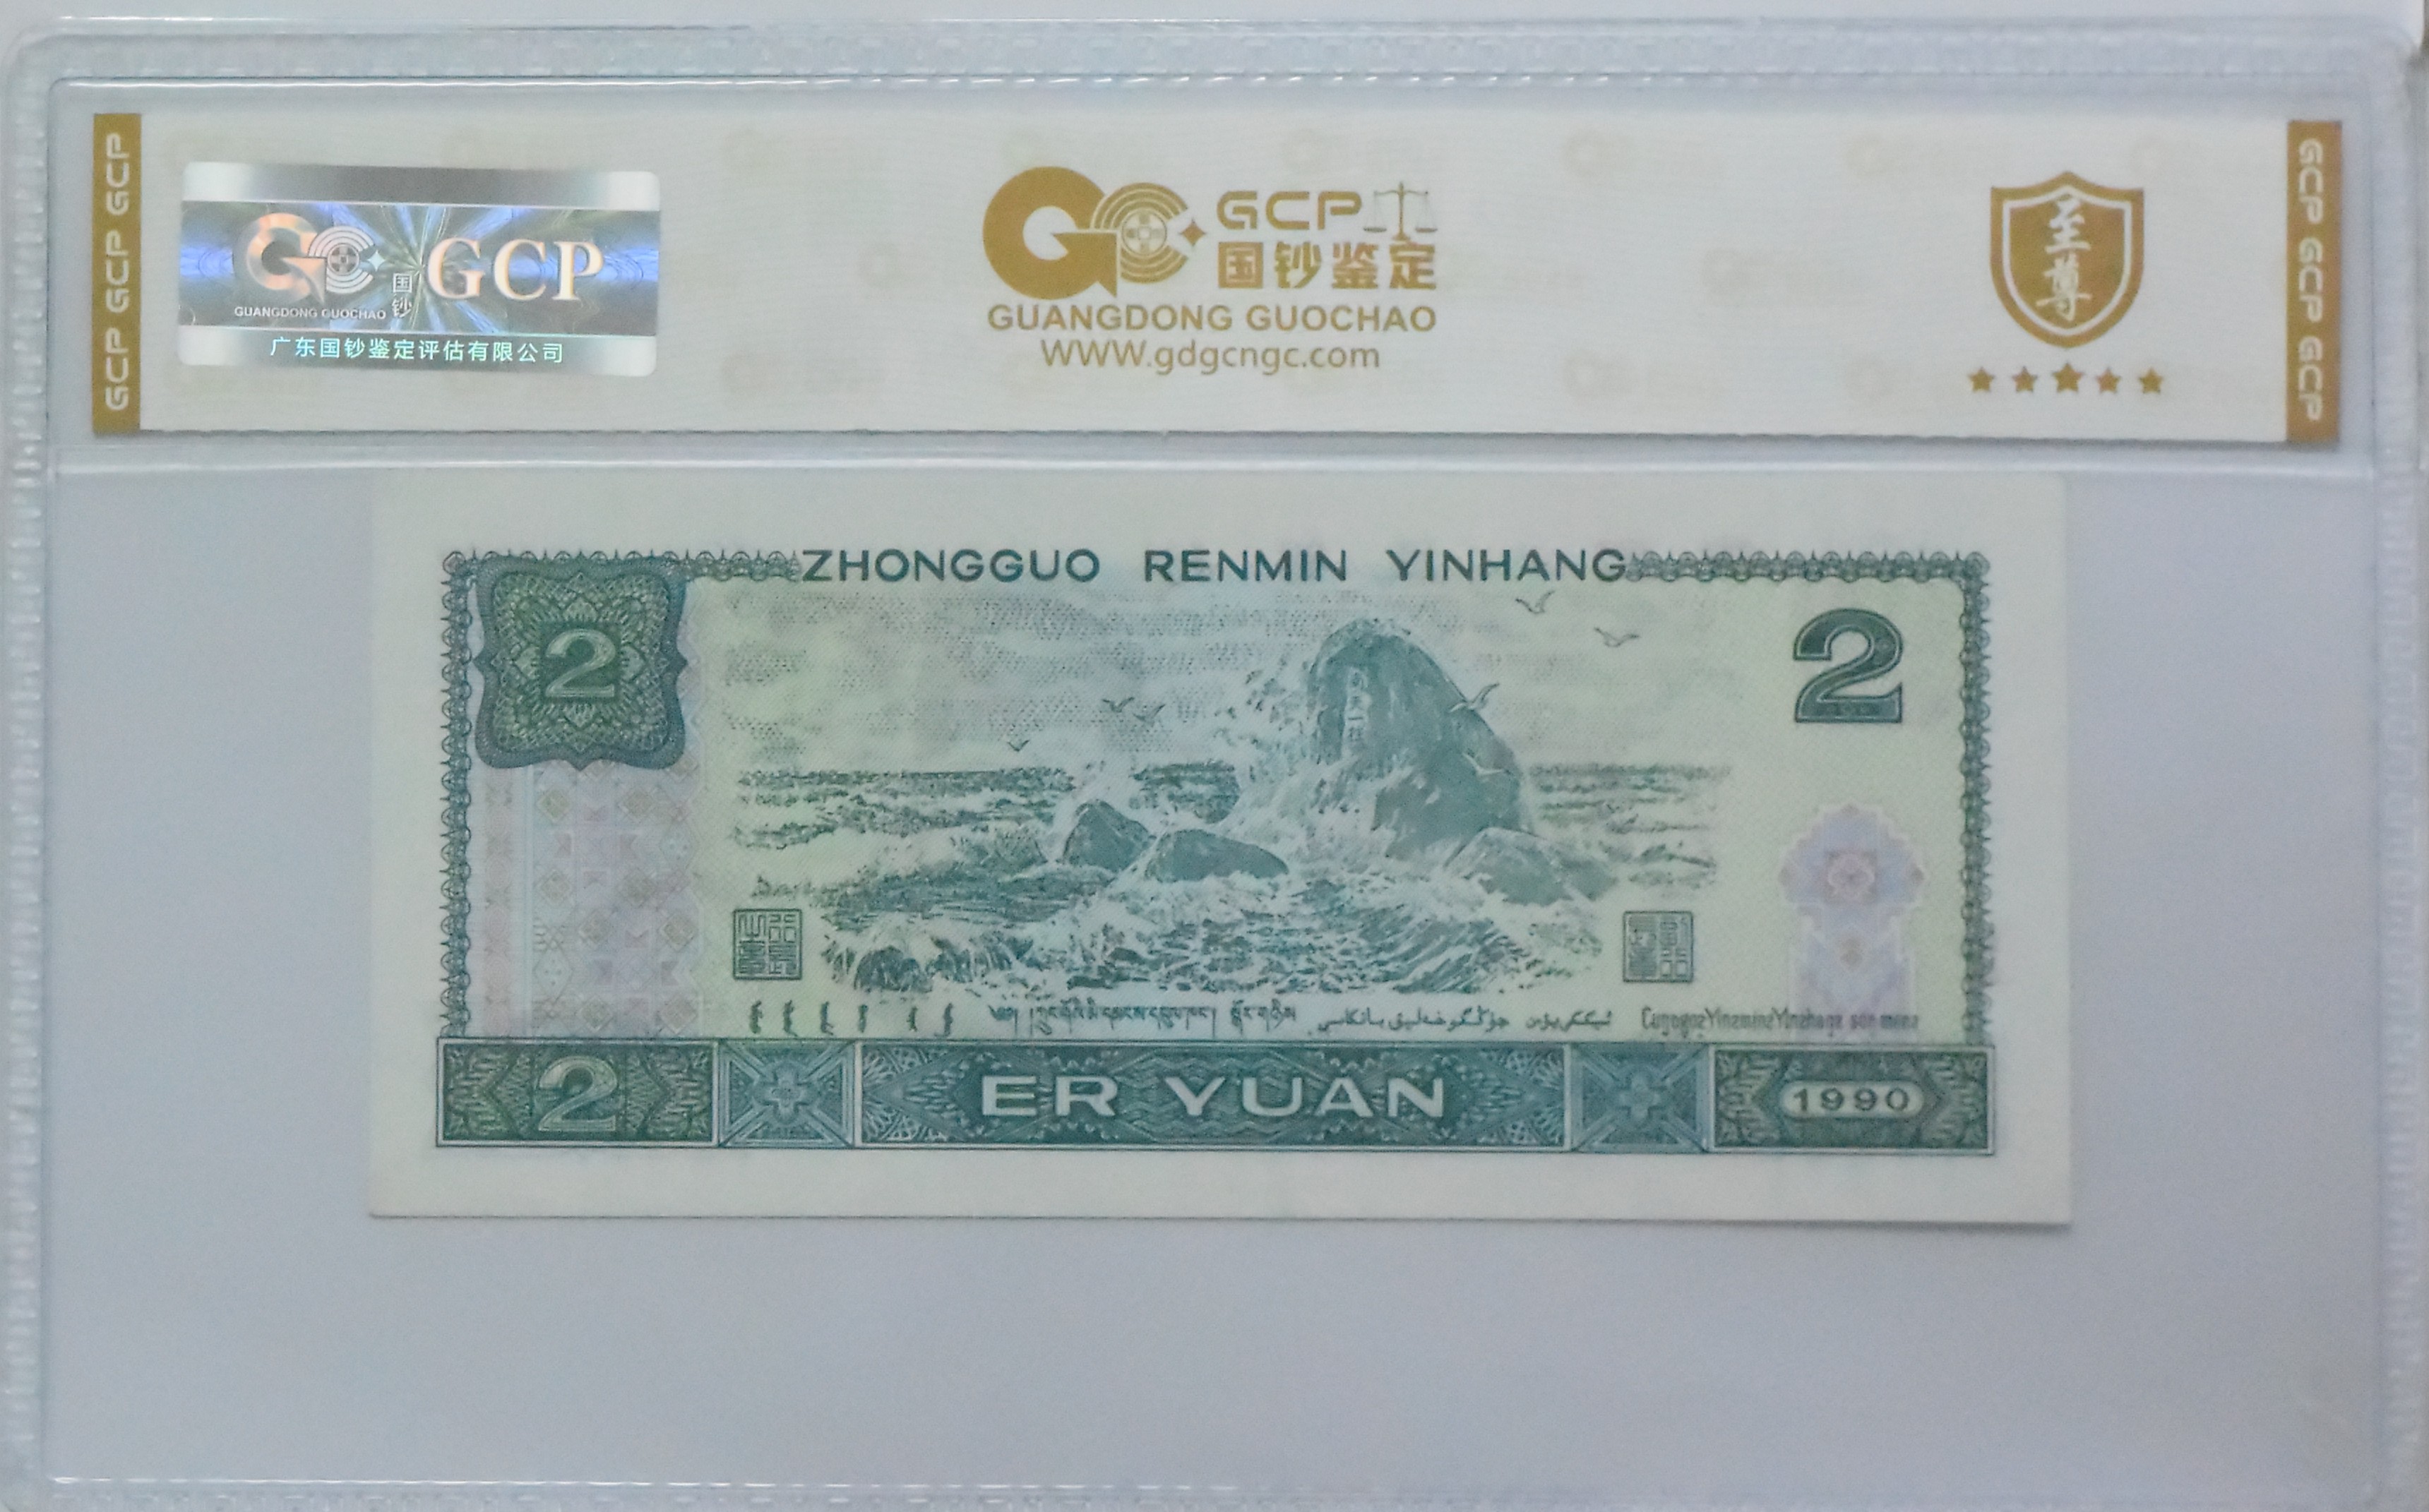 GCP GCP GCP
GCP
国钞
GUANGDONG GUOCHAO
广东国钞鉴定评估有限公司
GCP
国钞鉴定
GUANGDONG GUOCHAO
WWW.gdgcngc.com
至尊
GCP GCP GCP
ZHONGGUO RENMIN YINHANG
2
2
2
ER YUAN
1990